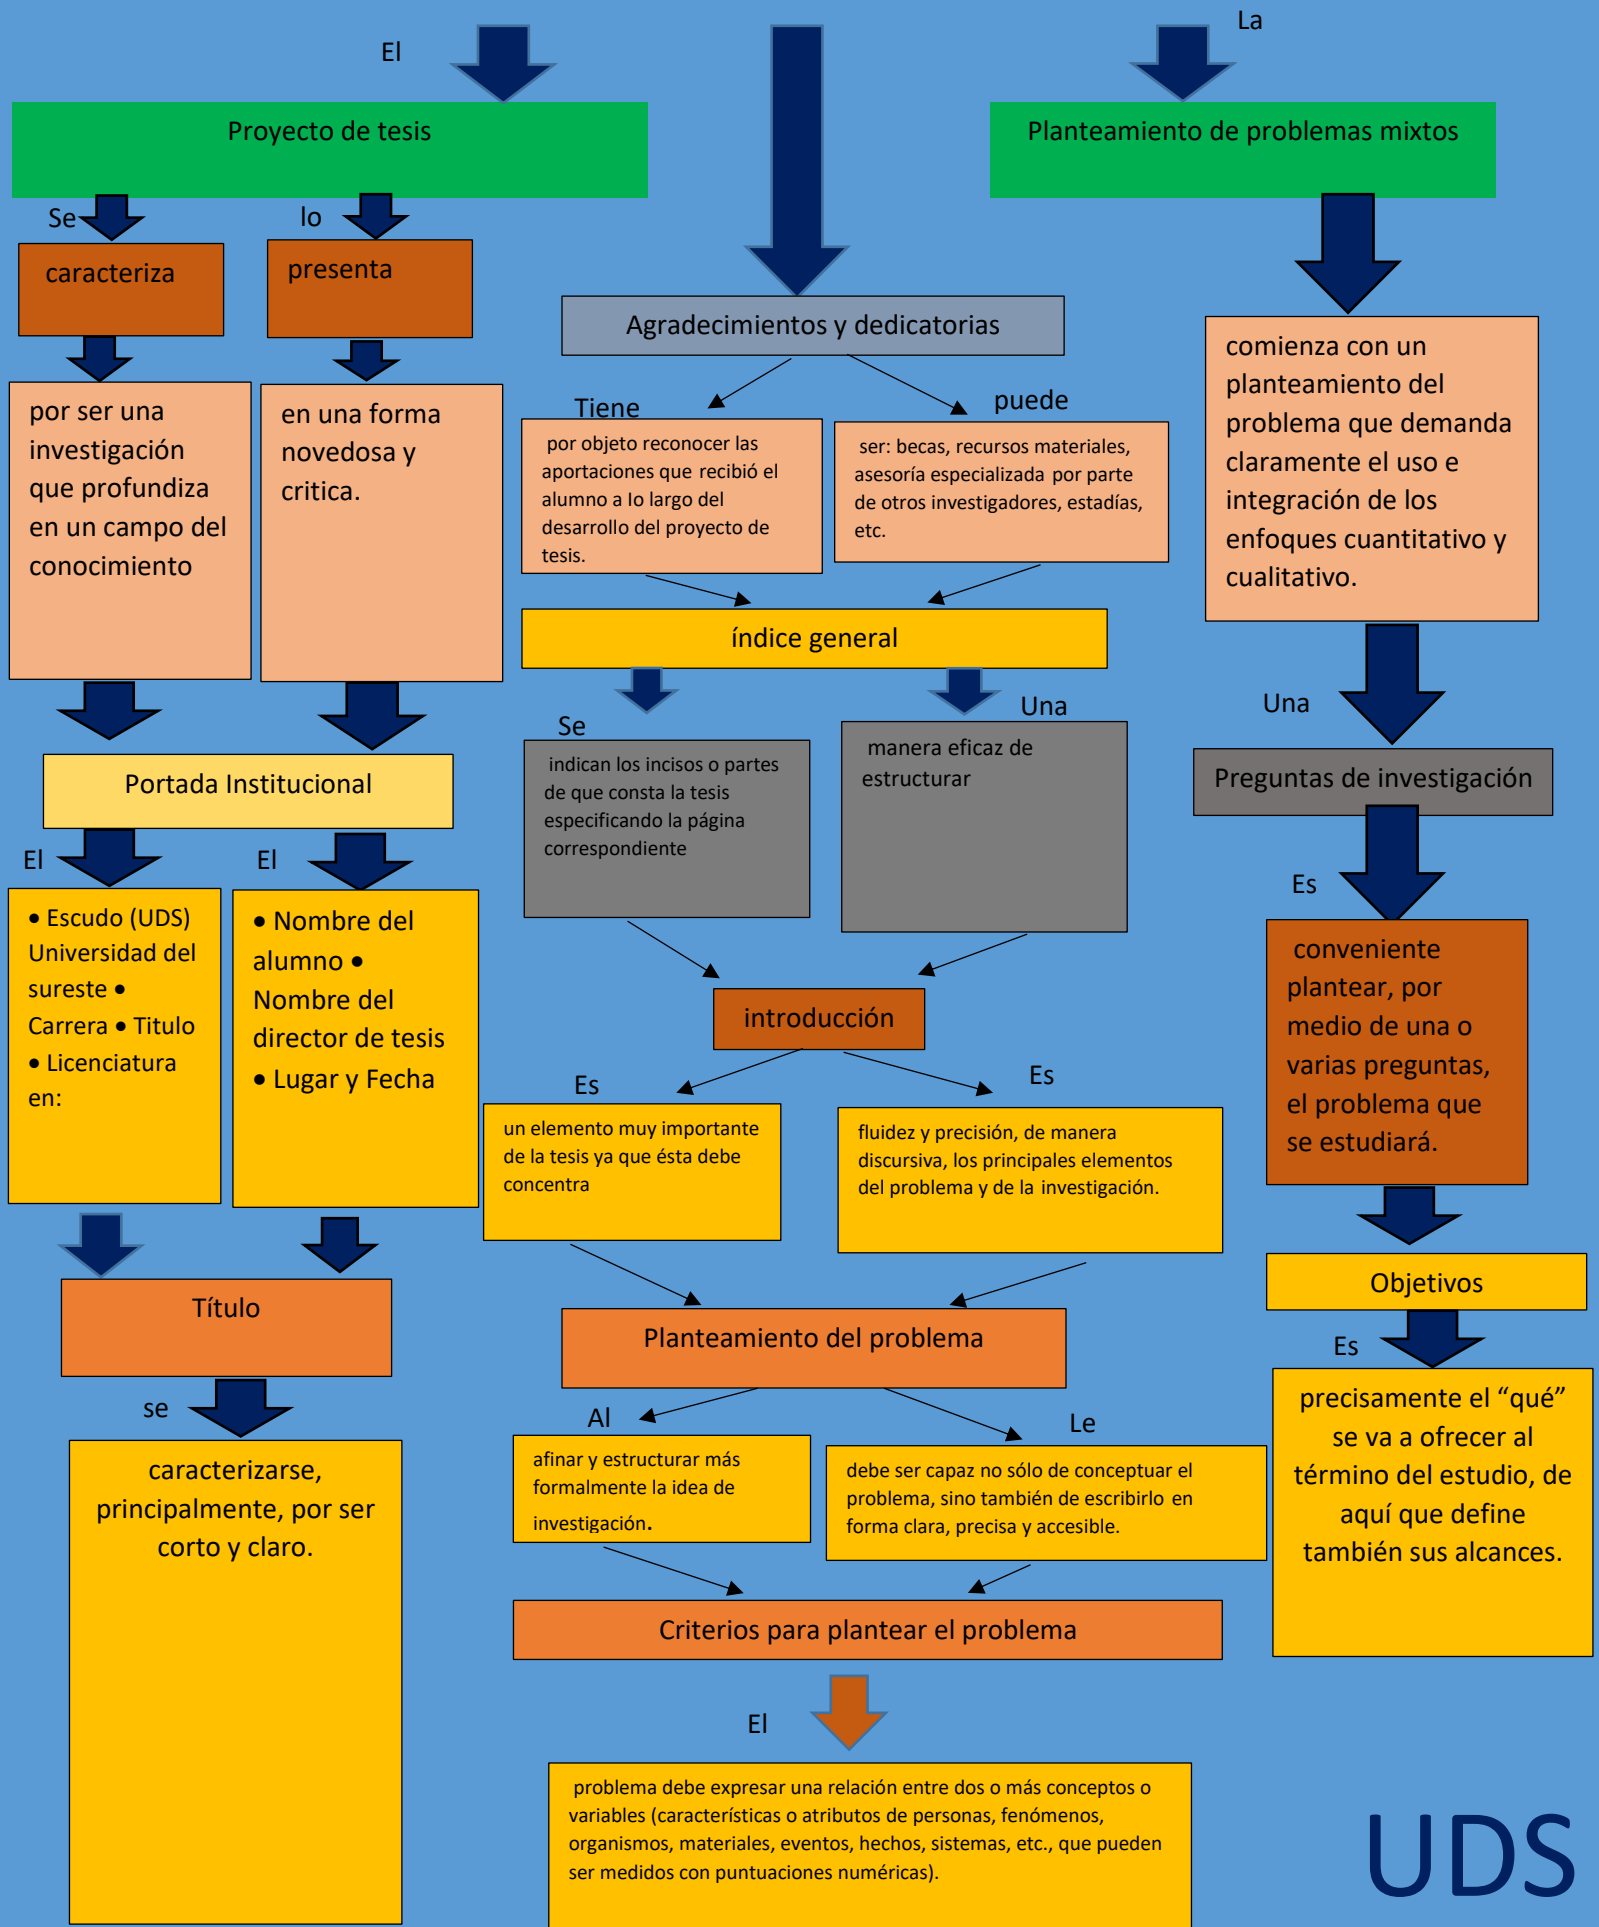 El
Proyecto de tesis
Se
caracteriza
por ser una
investigación
que profundiza
en un campo del
conocimiento
lo
presenta
en una forma
novedosa y
critica.
Portada Institucional
El
• Escudo (UDS)
Universidad del
sureste •
Carrera • Titulo
• Licenciatura
en:
El
• Nombre del
alumno •
Nombre del
director de tesis
• Lugar y Fecha
Título
se
caracterizarse,
principalmente, por ser
corto y claro.
Agradecimientos y dedicatorias
Tiene
por objeto reconocer las
aportaciones que recibió el
alumno a lo largo del
desarrollo del proyecto de
tesis.
puede
ser: becas, recursos materiales,
asesoría especializada por parte
de otros investigadores, estadías,
etc.
índice general
Se
indican los incisos o partes
de que consta la tesis
especificando la página
correspondiente
Una
manera eficaz de
estructurar
introducción
Es
un elemento muy importante
de la tesis ya que ésta debe
concentra
Es
fluidez y precisión, de manera
discursiva, los principales elementos
del problema y de la investigación.
Planteamiento del problema
Al
afinar y estructurar más
formalmente la idea de
investigación.
Le
debe ser capaz no sólo de conceptuar el
problema, sino también de escribirlo en
forma clara, precisa y accesible.
Criterios para plantear el problema
El
problema debe expresar una relación entre dos o más conceptos o
variables (características o atributos de personas, fenómenos,
organismos, materiales, eventos, hechos, sistemas, etc., que pueden
ser medidos con puntuaciones numéricas).
La
Planteamiento de problemas mixtos
comienza con un
planteamiento del
problema que demanda
claramente el uso e
integración de los
enfoques cuantitativo y
cualitativo.
Una
Preguntas de investigación
Es
conveniente
plantear, por
medio de una o
varias preguntas,
el problema que
se estudiará.
Objetivos
Es
precisamente el “qué”
se va a ofrecer al
término del estudio, de
aquí que define
también sus alcances.
UDS